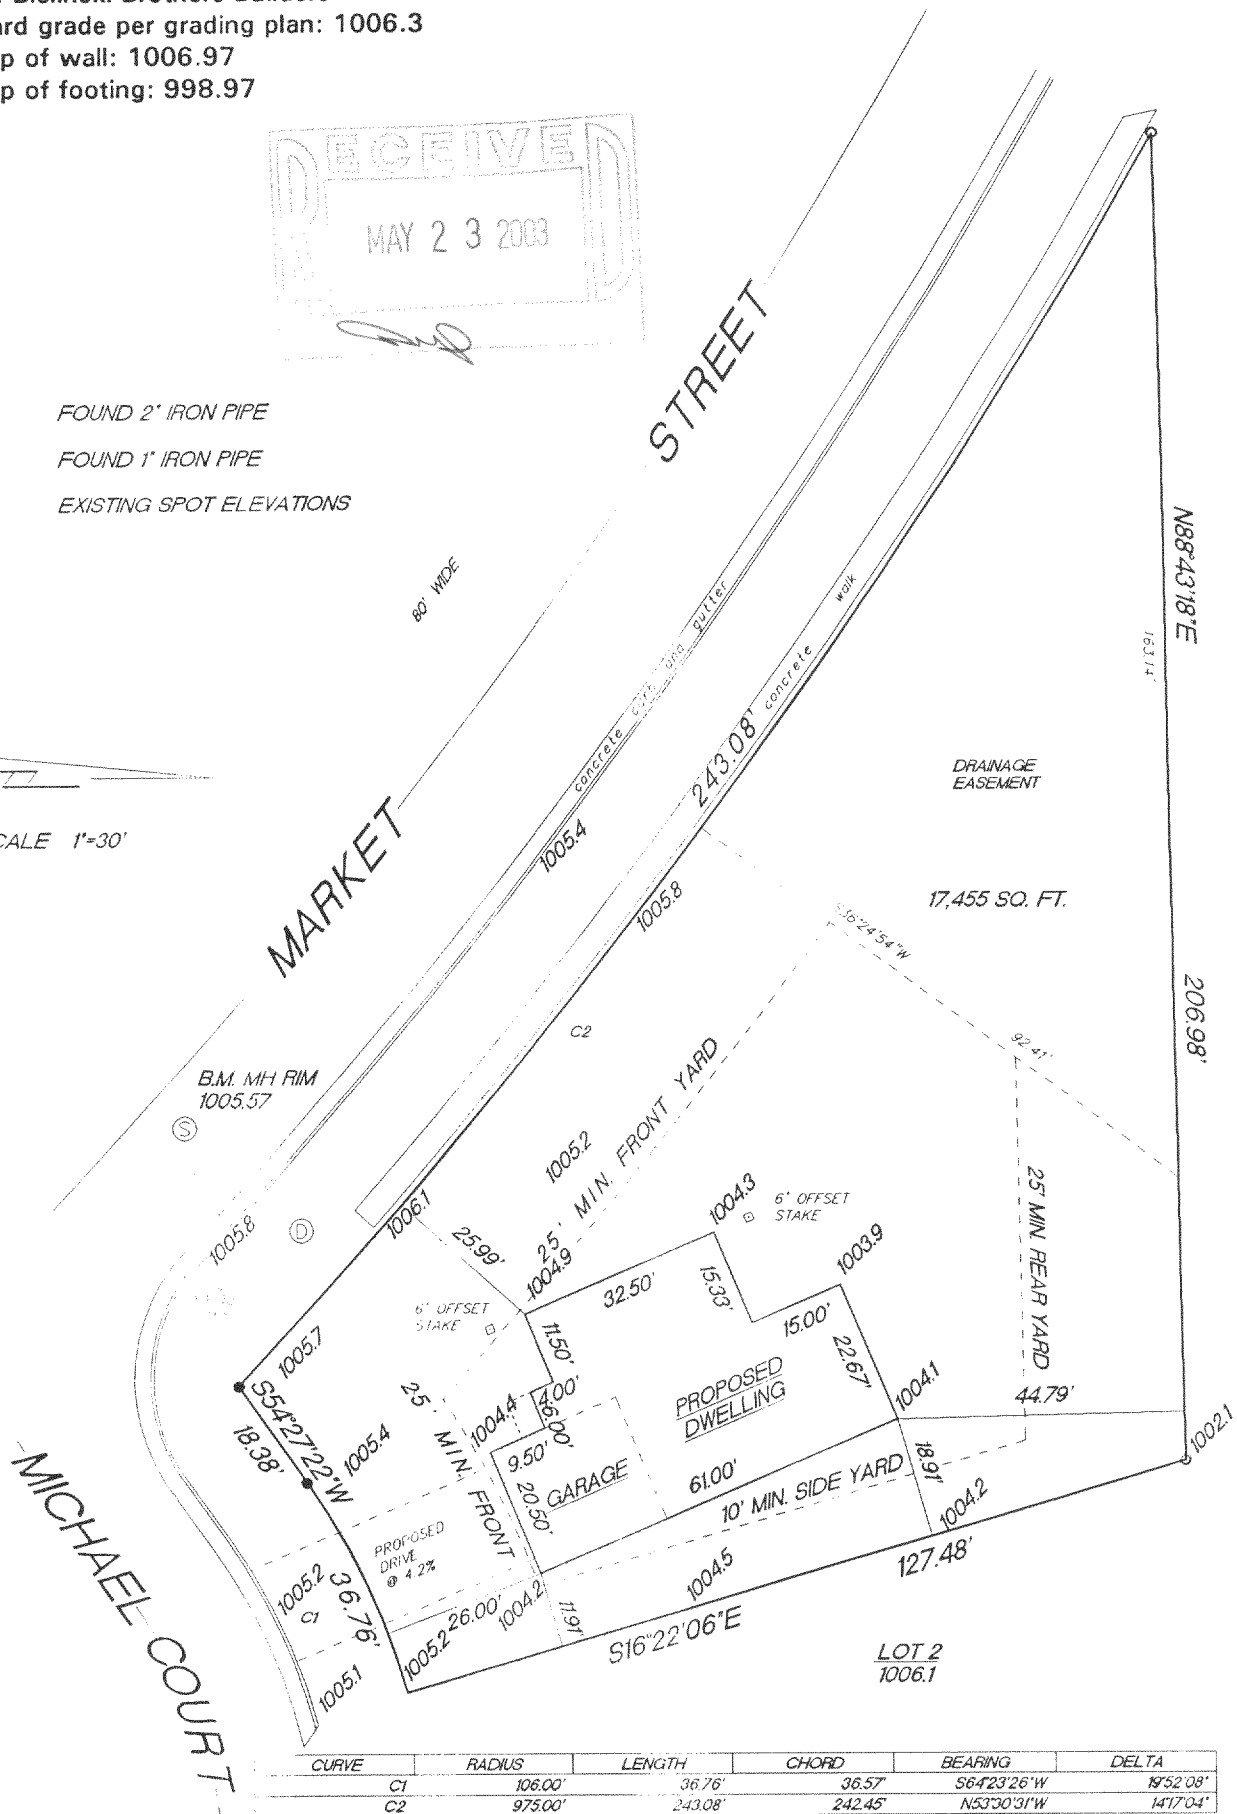 ard grade per grading plan: 1006.3
p of wall: 1006.97
p of footing: 998.97
RECEIVED
MAY 2 3 2003
FOUND 2" IRON PIPE
FOUND 1" IRON PIPE
EXISTING SPOT ELEVATIONS
80' WIDE
CALE 1"=30'
MARKET STREET
concrete curb and gutter
concrete walk
243.08'
1005.4
1005.8
N88°43'18"E
163.14'
DRAINAGE
EASEMENT
17,455 SQ. FT.
S36°24'54"W
92.41'
206.98'
C2
B.M. MH RIM
1005.57
S
D
1005.8
1006.1
25.99'
1005.2
25' MIN. FRONT YARD
1004.9
1004.3
6' OFFSET
STAKE
1003.9
25' MIN. REAR YARD
32.50'
15.33'
15.00'
22.67'
6' OFFSET
STAKE
11.50'
4.00'
6.00'
9.50'
20.50'
1005.7
S54°27'22"W
18.38'
1005.4
25' MIN. FRONT
1004.4
PROPOSED
DWELLING
GARAGE
61.00'
1004.1
44.79'
1002.1
18.91'
10' MIN. SIDE YARD
1004.2
127.48'
1004.5
S16°22'06"E
PROPOSED
DRIVE
@ 4.2%
36.76'
1005.2
C1
26.00'
1004.2
11.91'
1005.2
1005.1
MICHAEL COURT
LOT 2
1006.1
CURVE RADIUS LENGTH CHORD BEARING DELTA
C1 106.00' 36.76' 36.57' S64°23'26"W 19°52'08"
C2 975.00' 243.08' 242.45' N53°30'31"W 14°17'04"